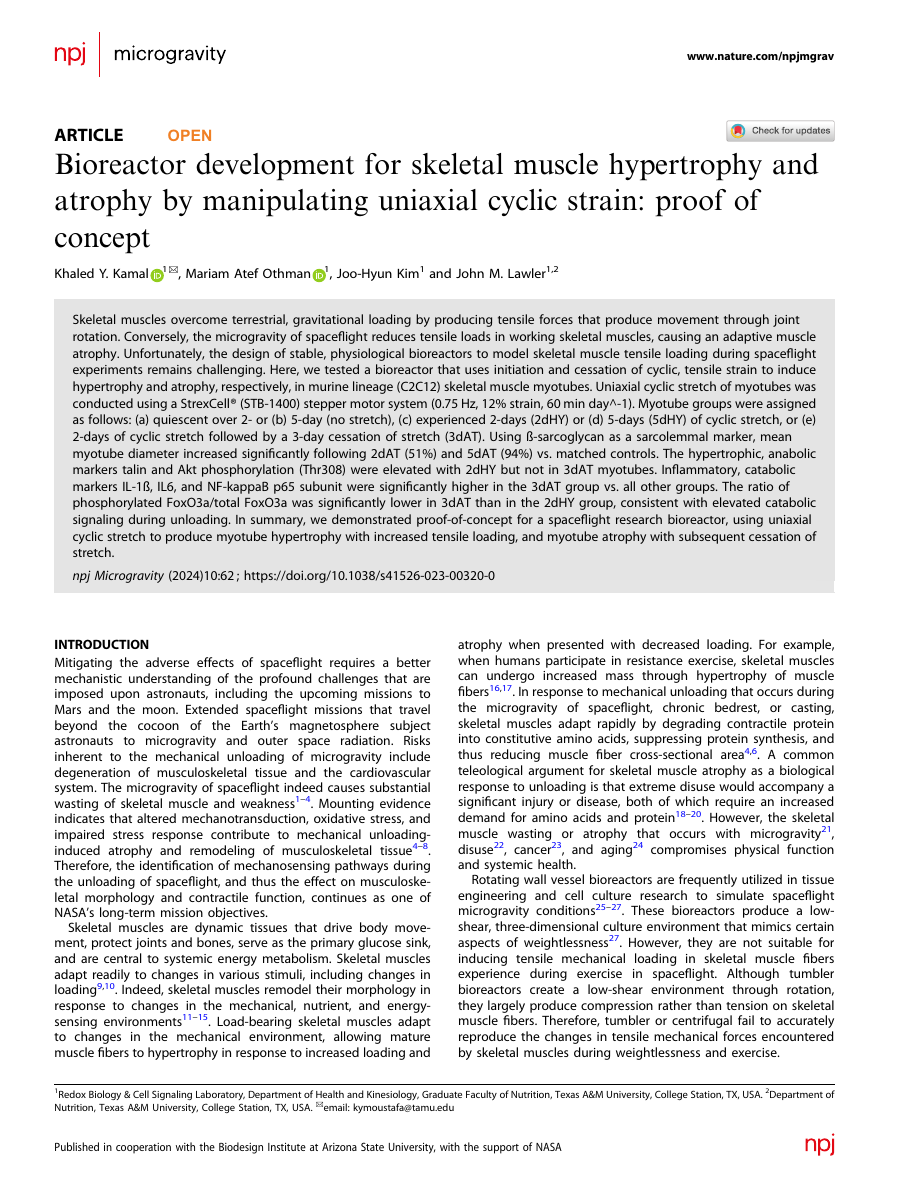 npj | microgravity
www.nature.com/npjmgrav
ARTICLE OPEN
Check for updates
Bioreactor development for skeletal muscle hypertrophy and
atrophy by manipulating uniaxial cyclic strain: proof of
concept
Khaled Y. Kamal iD 1✉, Mariam Atef Othman iD 1, Joo-Hyun Kim1 and John M. Lawler1,2
Skeletal muscles overcome terrestrial, gravitational loading by producing tensile forces that produce movement through joint
rotation. Conversely, the microgravity of spaceflight reduces tensile loads in working skeletal muscles, causing an adaptive muscle
atrophy. Unfortunately, the design of stable, physiological bioreactors to model skeletal muscle tensile loading during spaceflight
experiments remains challenging. Here, we tested a bioreactor that uses initiation and cessation of cyclic, tensile strain to induce
hypertrophy and atrophy, respectively, in murine lineage (C2C12) skeletal muscle myotubes. Uniaxial cyclic stretch of myotubes was
conducted using a StrexCell® (STB-1400) stepper motor system (0.75 Hz, 12% strain, 60 min day^-1). Myotube groups were assigned
as follows: (a) quiescent over 2- or (b) 5-day (no stretch), (c) experienced 2-days (2dHY) or (d) 5-days (5dHY) of cyclic stretch, or (e)
2-days of cyclic stretch followed by a 3-day cessation of stretch (3dAT). Using ß-sarcoglycan as a sarcolemmal marker, mean
myotube diameter increased significantly following 2dAT (51%) and 5dAT (94%) vs. matched controls. The hypertrophic, anabolic
markers talin and Akt phosphorylation (Thr308) were elevated with 2dHY but not in 3dAT myotubes. Inflammatory, catabolic
markers IL-1ß, IL6, and NF-kappaB p65 subunit were significantly higher in the 3dAT group vs. all other groups. The ratio of
phosphorylated FoxO3a/total FoxO3a was significantly lower in 3dAT than in the 2dHY group, consistent with elevated catabolic
signaling during unloading. In summary, we demonstrated proof-of-concept for a spaceflight research bioreactor, using uniaxial
cyclic stretch to produce myotube hypertrophy with increased tensile loading, and myotube atrophy with subsequent cessation of
stretch.
npj Microgravity (2024)10:62 ; https://doi.org/10.1038/s41526-023-00320-0
INTRODUCTION
Mitigating the adverse effects of spaceflight requires a better
mechanistic understanding of the profound challenges that are
imposed upon astronauts, including the upcoming missions to
Mars and the moon. Extended spaceflight missions that travel
beyond the cocoon of the Earth's magnetosphere subject
astronauts to microgravity and outer space radiation. Risks
inherent to the mechanical unloading of microgravity include
degeneration of musculoskeletal tissue and the cardiovascular
system. The microgravity of spaceflight indeed causes substantial
wasting of skeletal muscle and weakness1–4. Mounting evidence
indicates that altered mechanotransduction, oxidative stress, and
impaired stress response contribute to mechanical unloading-
induced atrophy and remodeling of musculoskeletal tissue4–8.
Therefore, the identification of mechanosensing pathways during
the unloading of spaceflight, and thus the effect on musculoske-
letal morphology and contractile function, continues as one of
NASA's long-term mission objectives.
Skeletal muscles are dynamic tissues that drive body move-
ment, protect joints and bones, serve as the primary glucose sink,
and are central to systemic energy metabolism. Skeletal muscles
adapt readily to changes in various stimuli, including changes in
loading9,10. Indeed, skeletal muscles remodel their morphology in
response to changes in the mechanical, nutrient, and energy-
sensing environments11–15. Load-bearing skeletal muscles adapt
to changes in the mechanical environment, allowing mature
muscle fibers to hypertrophy in response to increased loading and
atrophy when presented with decreased loading. For example,
when humans participate in resistance exercise, skeletal muscles
can undergo increased mass through hypertrophy of muscle
fibers16,17. In response to mechanical unloading that occurs during
the microgravity of spaceflight, chronic bedrest, or casting,
skeletal muscles adapt rapidly by degrading contractile protein
into constitutive amino acids, suppressing protein synthesis, and
thus reducing muscle fiber cross-sectional area4,6. A common
teleological argument for skeletal muscle atrophy as a biological
response to unloading is that extreme disuse would accompany a
significant injury or disease, both of which require an increased
demand for amino acids and protein18–20. However, the skeletal
muscle wasting or atrophy that occurs with microgravity21,
disuse22, cancer23, and aging24 compromises physical function
and systemic health.
Rotating wall vessel bioreactors are frequently utilized in tissue
engineering and cell culture research to simulate spaceflight
microgravity conditions25–27. These bioreactors produce a low-
shear, three-dimensional culture environment that mimics certain
aspects of weightlessness27. However, they are not suitable for
inducing tensile mechanical loading in skeletal muscle fibers
experience during exercise in spaceflight. Although tumbler
bioreactors create a low-shear environment through rotation,
they largely produce compression rather than tension on skeletal
muscle fibers. Therefore, tumbler or centrifugal fail to accurately
reproduce the changes in tensile mechanical forces encountered
by skeletal muscles during weightlessness and exercise.
1Redox Biology & Cell Signaling Laboratory, Department of Health and Kinesiology, Graduate Faculty of Nutrition, Texas A&M University, College Station, TX, USA. 2Department of
Nutrition, Texas A&M University, College Station, TX, USA. ✉email: kymoustafa@tamu.edu
Published in cooperation with the Biodesign Institute at Arizona State University, with the support of NASA
npj